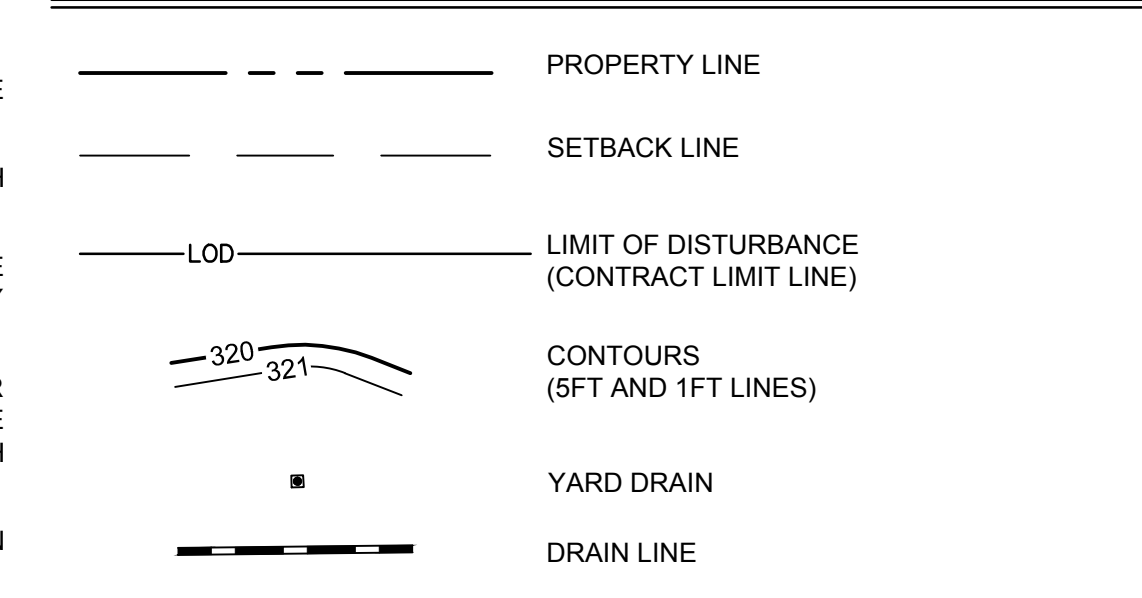 PROPERTY LINE
SETBACK LINE
LOD
LIMIT OF DISTURBANCE
(CONTRACT LIMIT LINE)
320
321
CONTOURS
(5FT AND 1FT LINES)
YARD DRAIN
DRAIN LINE